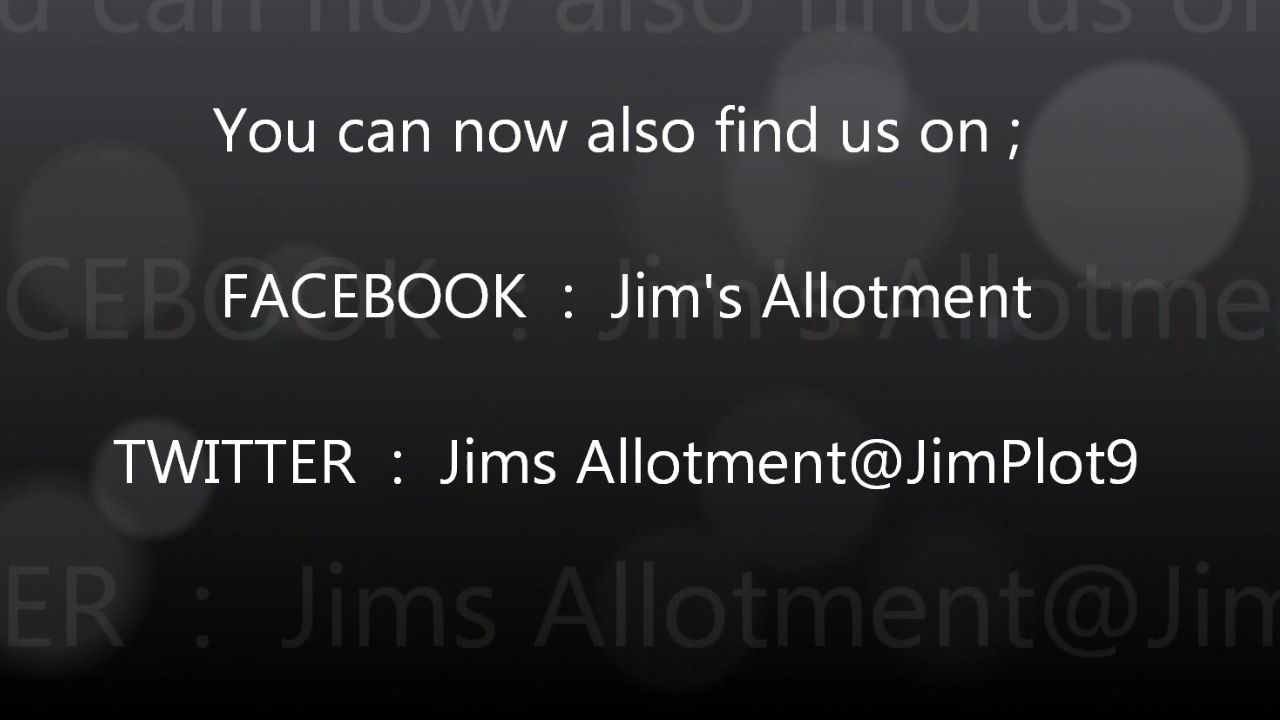 You can now also find us on ;
FACEBOOK : Jim's Allotment
TWITTER : Jims Allotment@JimPlot9